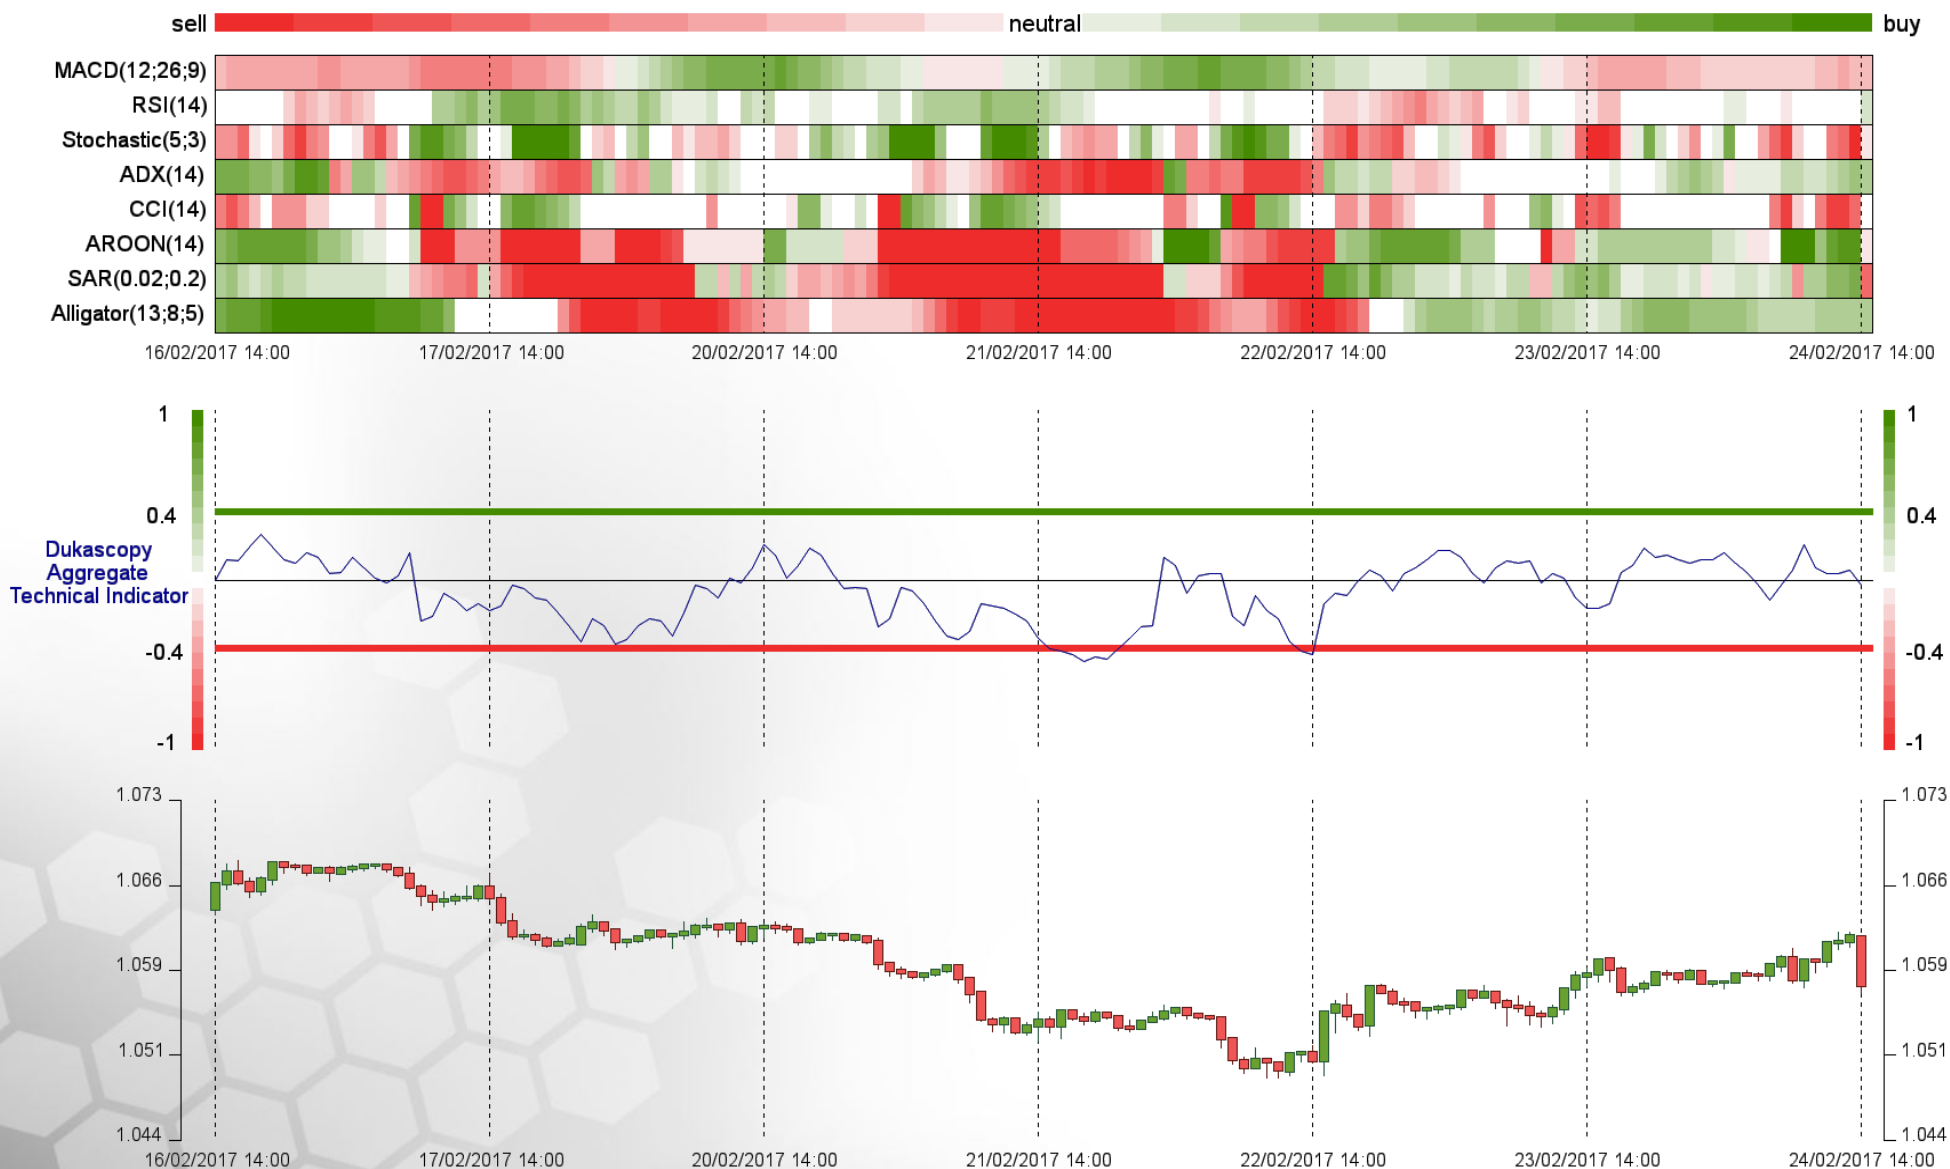 sell neutral buy
MACD(12;26;9)
RSI(14)
Stochastic(5;3)
ADX(14)
CCI(14)
AROON(14)
SAR(0.02;0.2)
Alligator(13;8;5)
16/02/2017 14:00 17/02/2017 14:00 20/02/2017 14:00 21/02/2017 14:00 22/02/2017 14:00 23/02/2017 14:00 24/02/2017 14:00
1 1
0.4 0.4
Dukascopy
Aggregate
Technical Indicator
-0.4 -0.4
-1 -1
1.073 1.073
1.066 1.066
1.059 1.059
1.051 1.051
1.044 1.044
16/02/2017 14:00 17/02/2017 14:00 20/02/2017 14:00 21/02/2017 14:00 22/02/2017 14:00 23/02/2017 14:00 24/02/2017 14:00